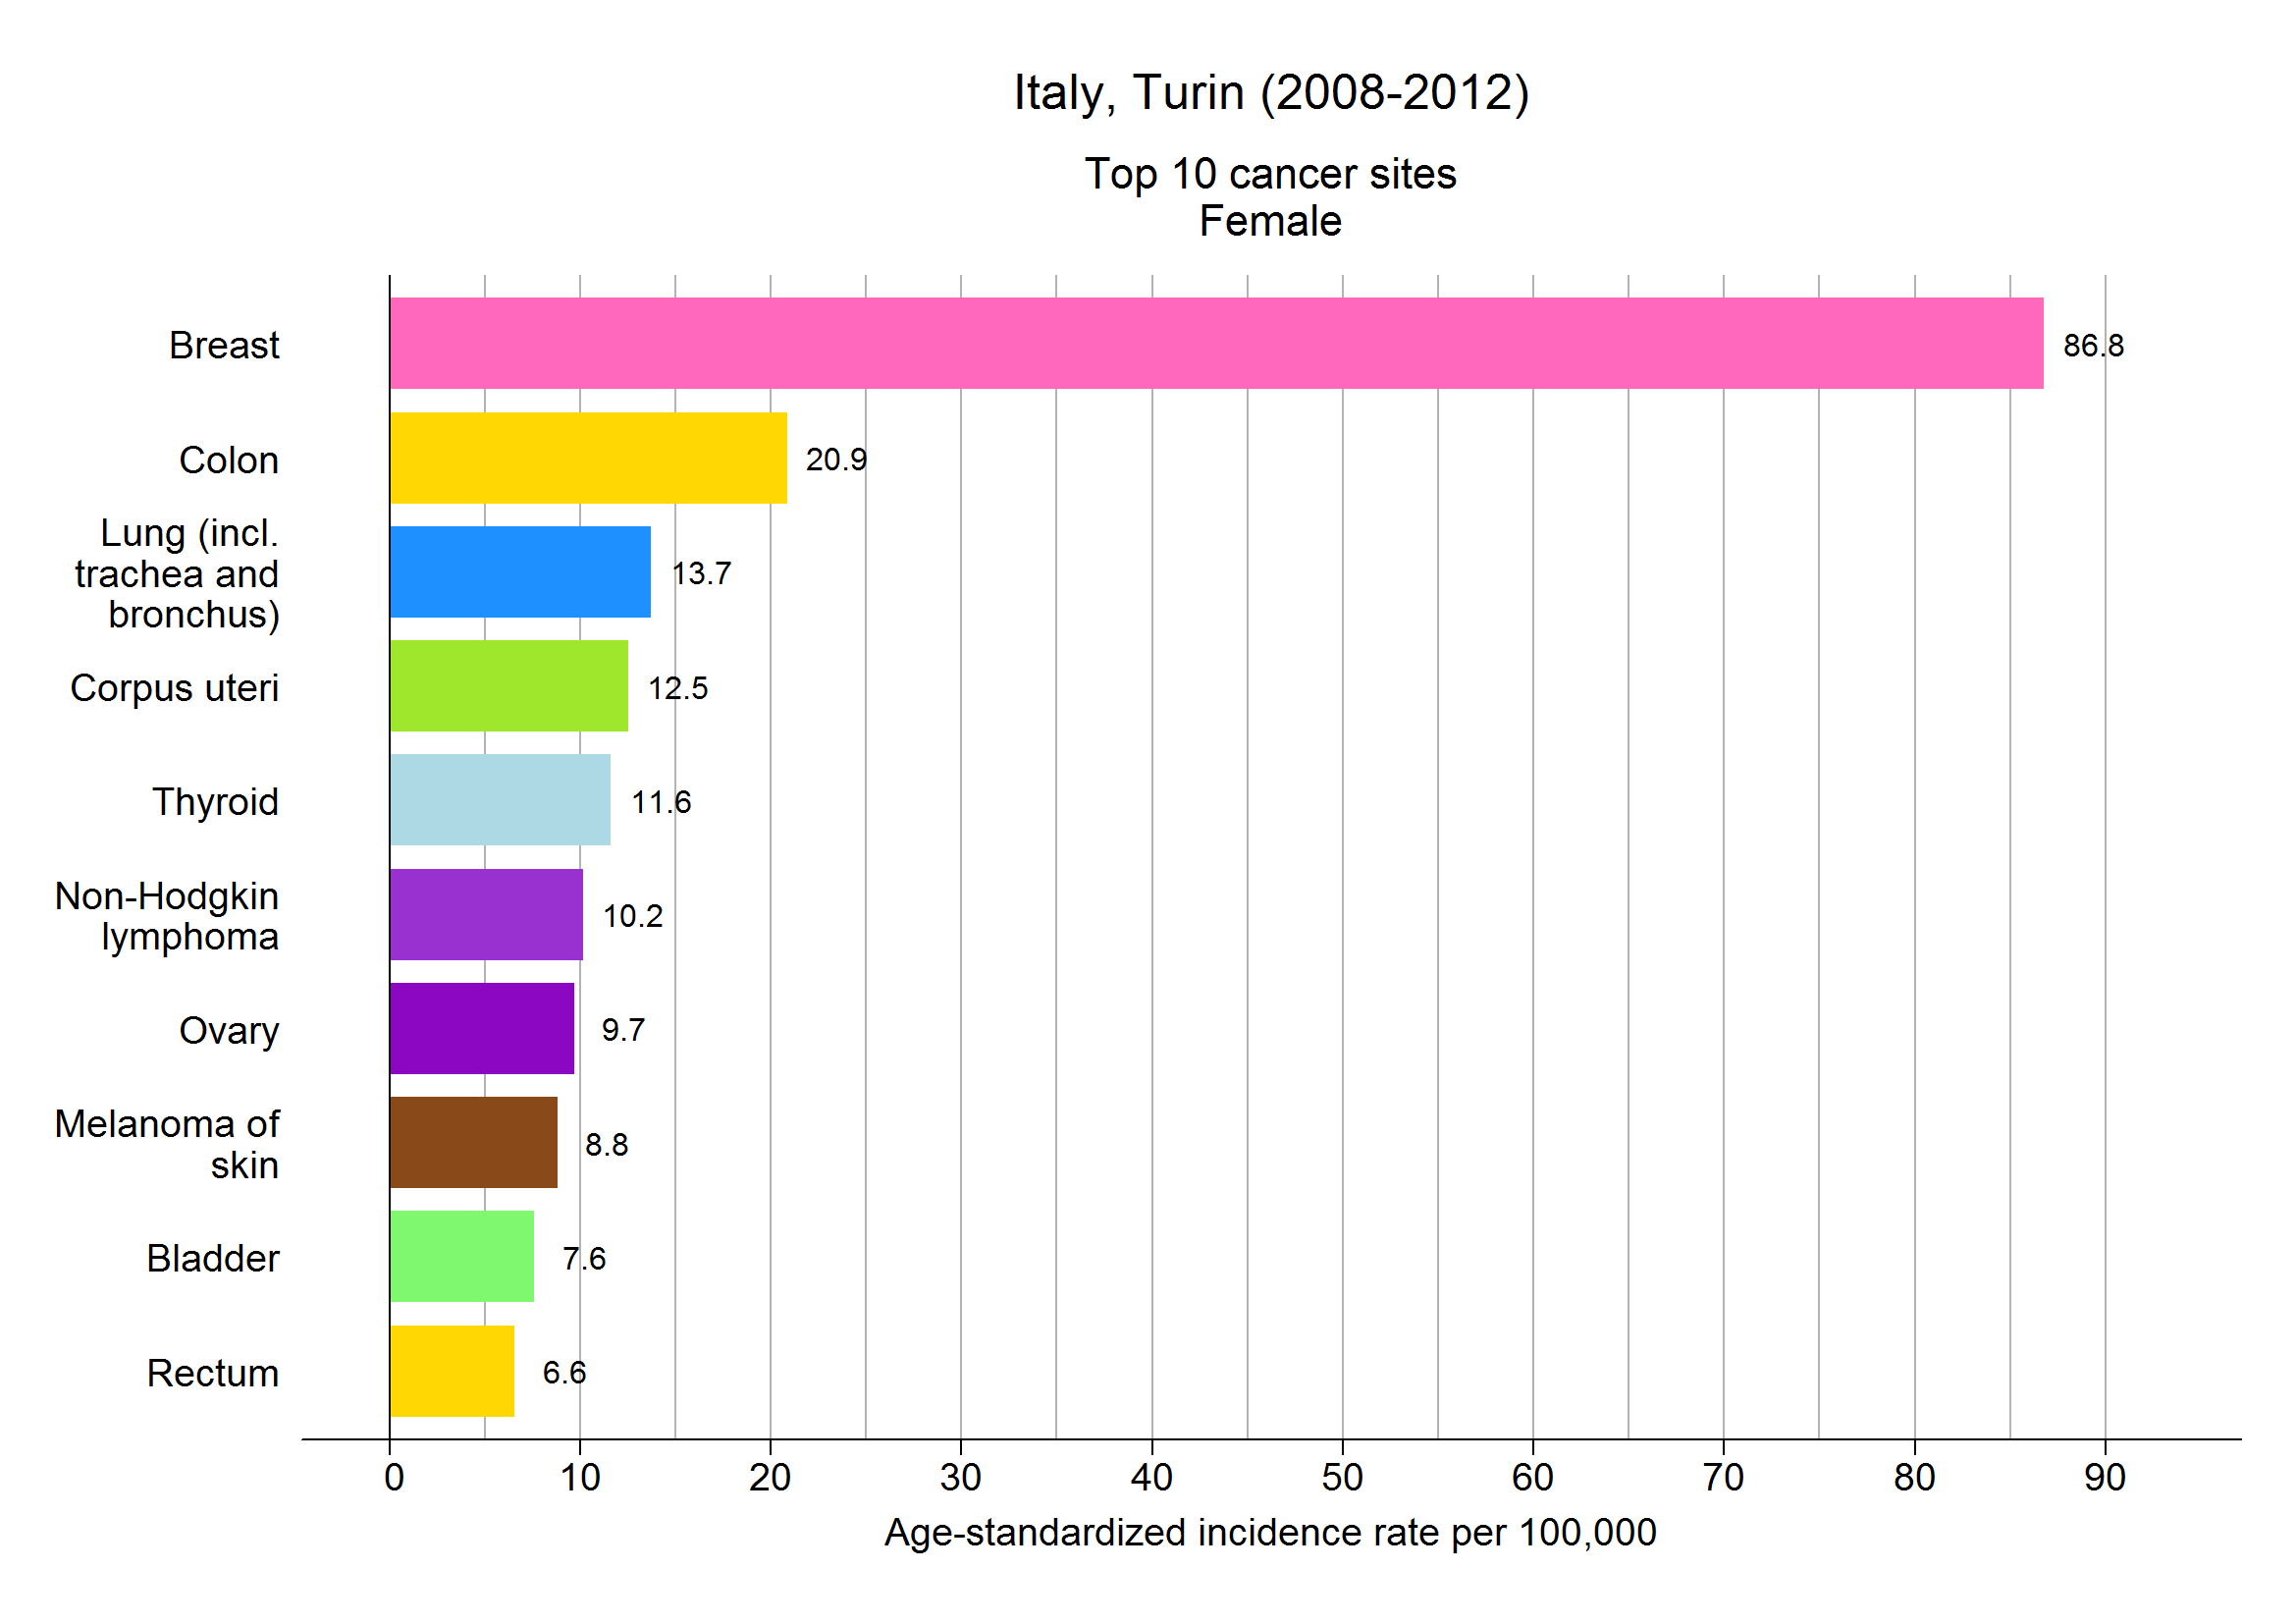 Italy, Turin (2008-2012)
Top 10 cancer sites
Female
Breast
86.8
Colon
20.9
Lung (incl.
trachea and
bronchus)
13.7
Corpus uteri
12.5
Thyroid
11.6
Non-Hodgkin
lymphoma
10.2
Ovary
9.7
Melanoma of
skin
8.8
Bladder
7.6
Rectum
6.6
0 10 20 30 40 50 60 70 80 90
Age-standardized incidence rate per 100,000